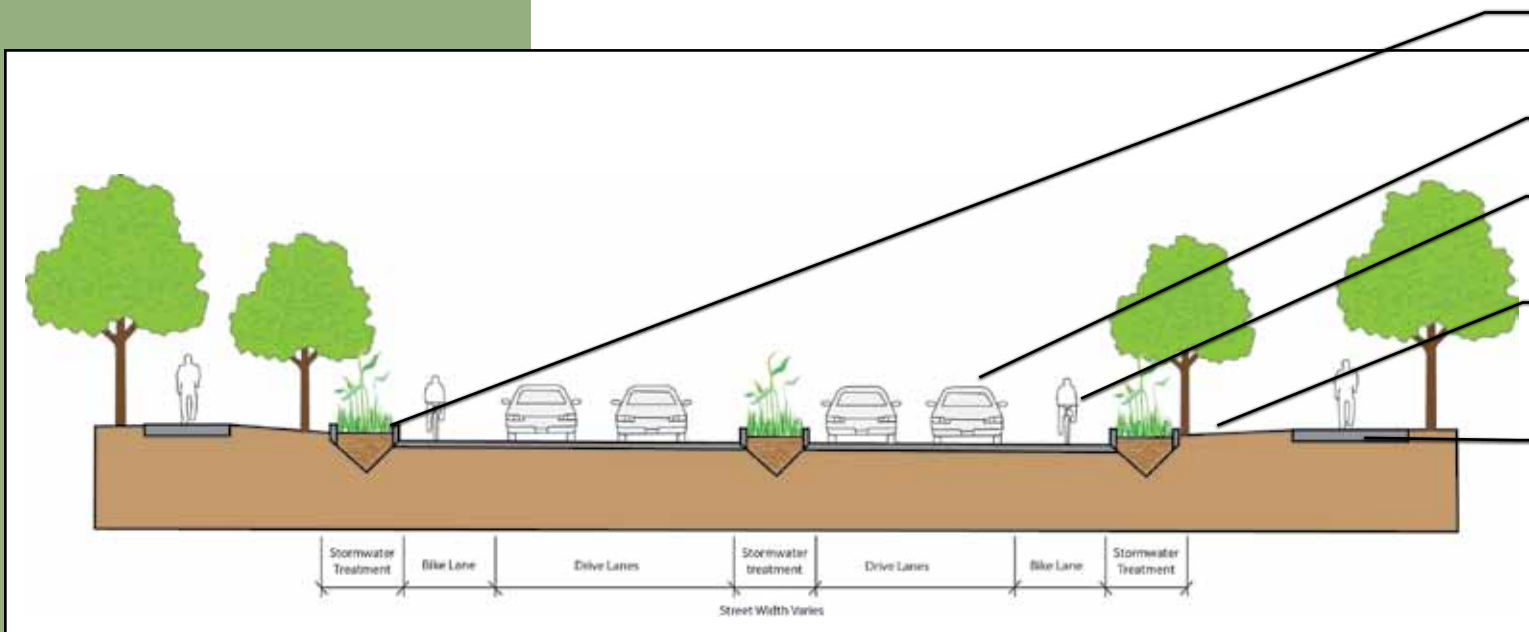 Stormwater
Treatment
Bike Lane
Drive Lanes
Stormwater
treatment
Drive Lanes
Bike Lane
Stormwater
Treatment
Street Width Varies